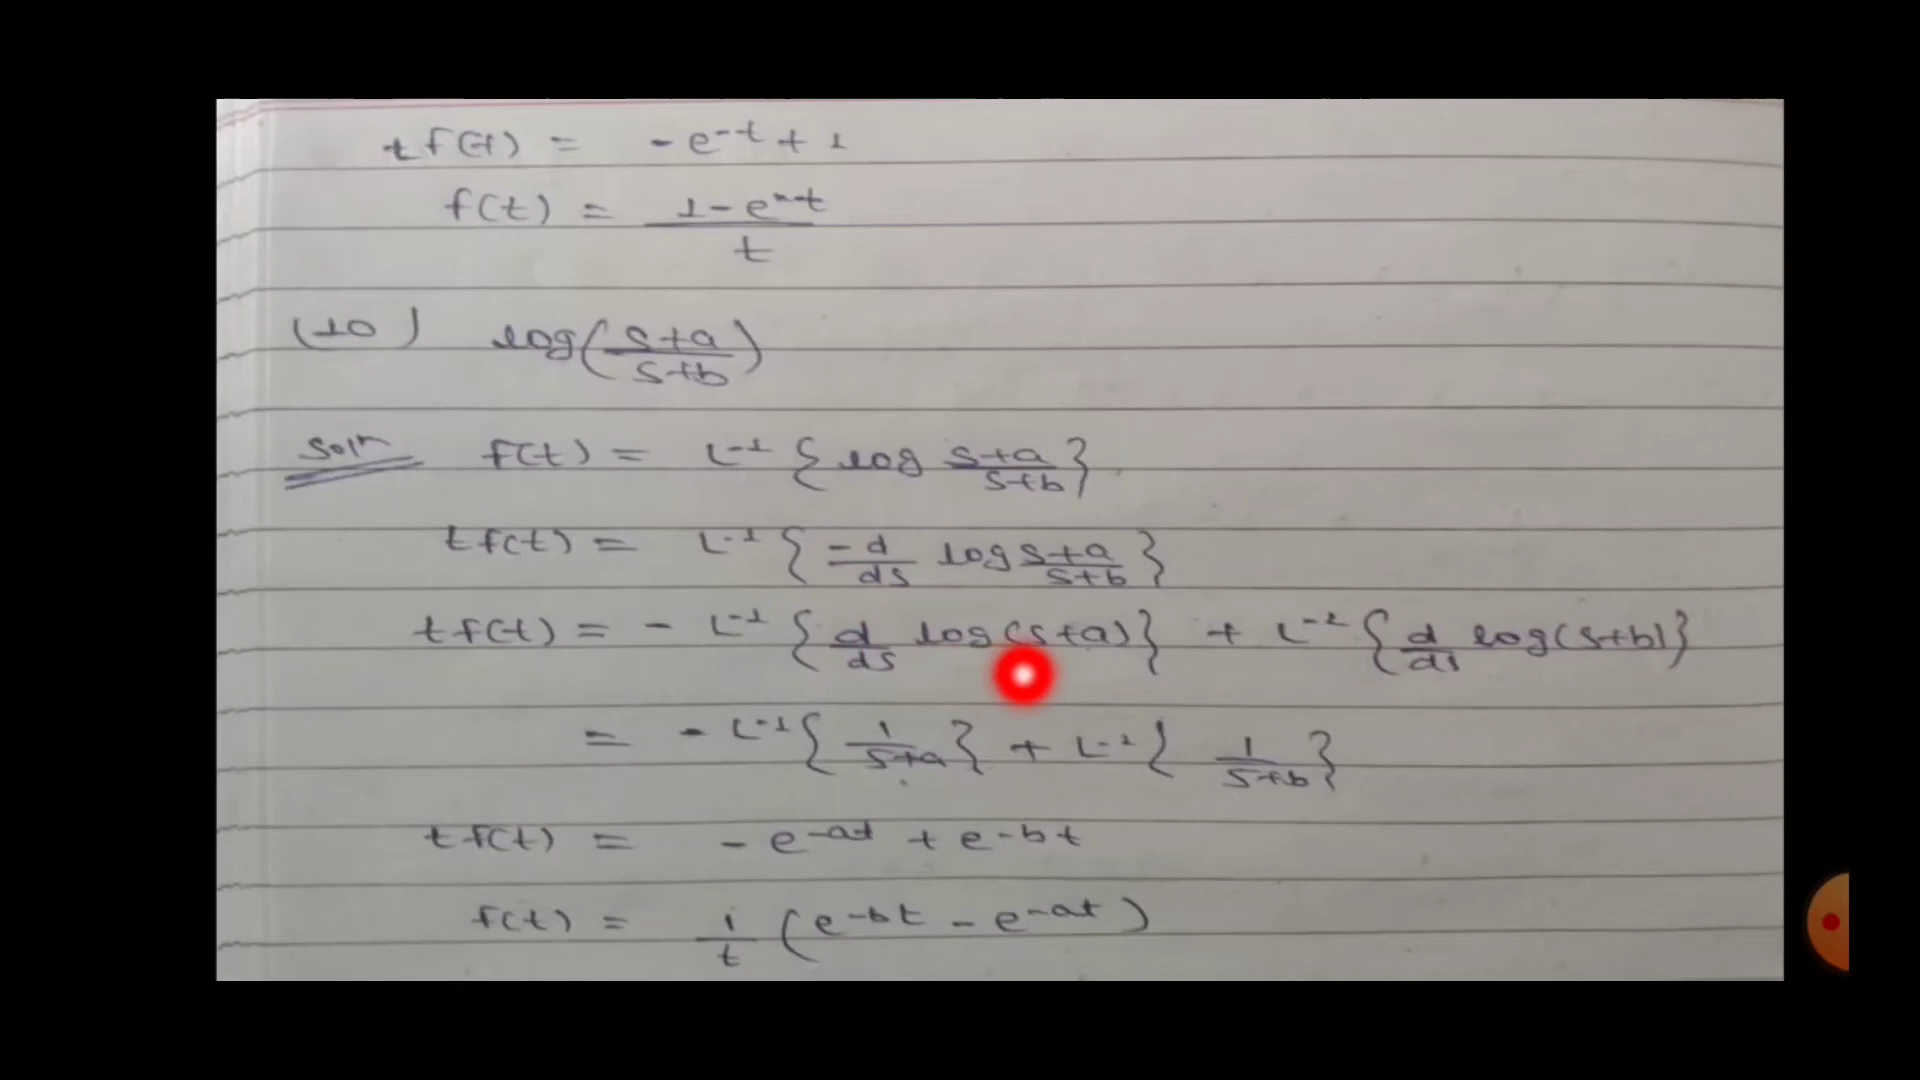 t f(t) = - e^-t + 1
f(t) = 1 - e^-t / t
(10) log(s+a / s+b)
Soln f(t) = L^-1 { log s+a / s+b }
t f(t) = L^-1 { -d/ds log s+a / s+b }
t f(t) = - L^-1 { d/ds log(s+a) } + L^-1 { d/ds log(s+b) }
= - L^-1 { 1 / s+a } + L^-1 { 1 / s+b }
t f(t) = - e^-at + e^-bt
f(t) = 1/t ( e^-bt - e^-at )